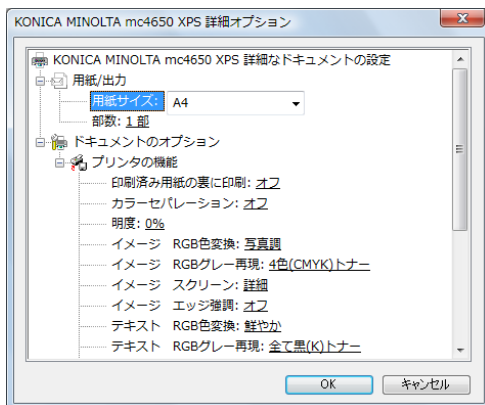 KONICA MINOLTA mc4650 XPS 詳細オプション
KONICA MINOLTA mc4650 XPS 詳細なドキュメントの設定
用紙/出力
用紙サイズ: A4
部数: 1 部
ドキュメントのオプション
プリンタの機能
印刷済み用紙の裏に印刷: オフ
カラーセパレーション: オフ
明度: 0%
イメージ RGB色変換: 写真調
イメージ RGBグレー再現: 4色(CMYK)トナー
イメージ スクリーン: 詳細
イメージ エッジ強調: オフ
テキスト RGB色変換: 鮮やか
テキスト RGBグレー再現: 全て黒(K)トナー
OK キャンセル